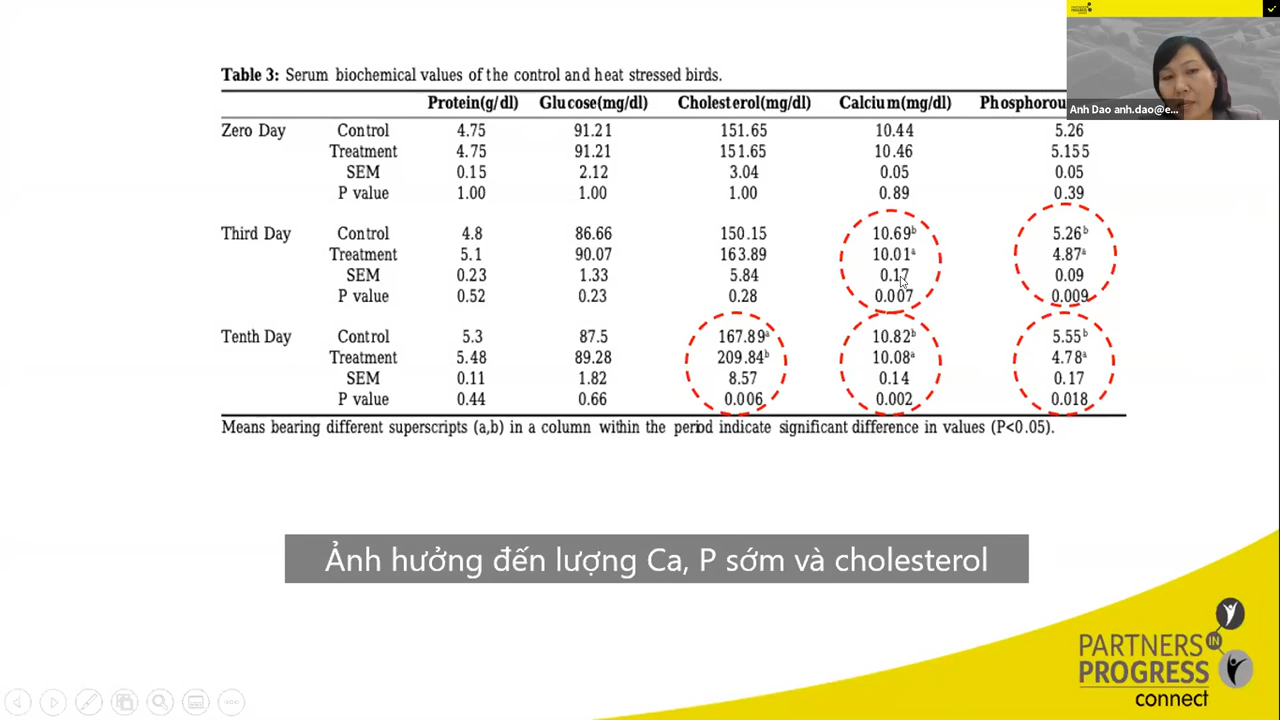 PARTNERS IN PROGRESS
Anh Dao anh.dao@e...
Table 3: Serum biochemical values of the control and heat stressed birds.
Protein(g/dl) Glucose(mg/dl) Cholesterol(mg/dl) Calcium(mg/dl) Phosphorou
Zero Day Control 4.75 91.21 151.65 10.44 5.26
Treatment 4.75 91.21 151.65 10.46 5.155
SEM 0.15 2.12 3.04 0.05 0.05
P value 1.00 1.00 1.00 0.89 0.39
Third Day Control 4.8 86.66 150.15 10.69ᵇ 5.26ᵇ
Treatment 5.1 90.07 163.89 10.01ᵃ 4.87ᵃ
SEM 0.23 1.33 5.84 0.17 0.09
P value 0.52 0.23 0.28 0.007 0.009
Tenth Day Control 5.3 87.5 167.89ᵃ 10.82ᵇ 5.55ᵇ
Treatment 5.48 89.28 209.84ᵇ 10.08ᵃ 4.78ᵃ
SEM 0.11 1.82 8.57 0.14 0.17
P value 0.44 0.66 0.006 0.002 0.018
Means bearing different superscripts (a,b) in a column within the period indicate significant difference in values (P<0.05).
Ảnh hưởng đến lượng Ca, P sớm và cholesterol
PARTNERS IN
PROGRESS
connect